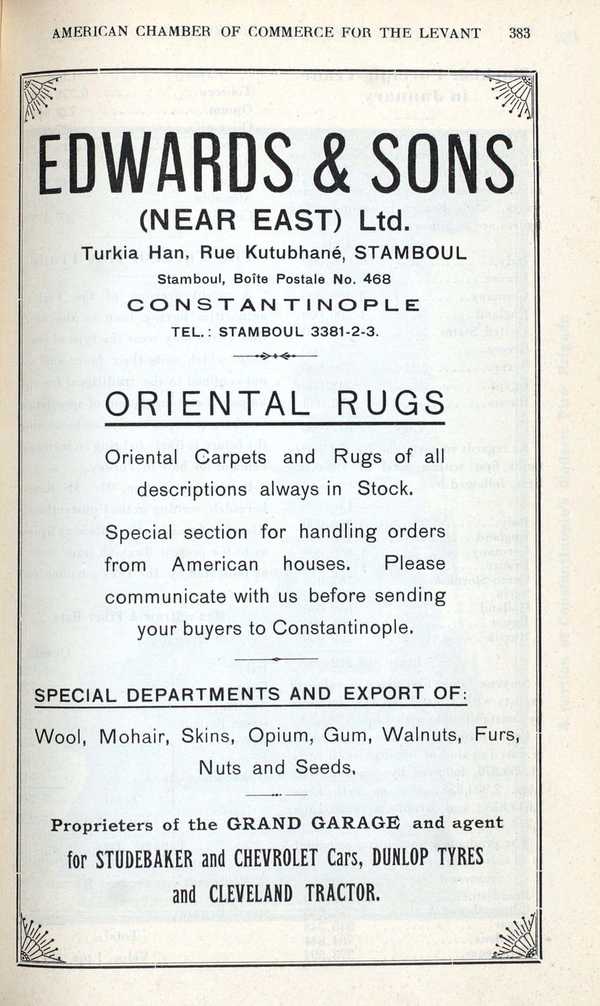 AMERICAN CHAMBER OF COMMERCE FOR THE LEVANT 383
EDWARDS & SONS
(NEAR EAST) Ltd.
Turkia Han, Rue Kutubhané, STAMBOUL
Stamboul, Boîte Postale No. 468
CONSTANTINOPLE
TEL.: STAMBOUL 3381-2-3.
ORIENTAL RUGS
Oriental Carpets and Rugs of all
descriptions always in Stock.
Special section for handling orders
from American houses. Please
communicate with us before sending
your buyers to Constantinople.
SPECIAL DEPARTMENTS AND EXPORT OF:
Wool, Mohair, Skins, Opium, Gum, Walnuts, Furs,
Nuts and Seeds.
Proprieters of the GRAND GARAGE and agent
for STUDEBAKER and CHEVROLET Cars, DUNLOP TYRES
and CLEVELAND TRACTOR.